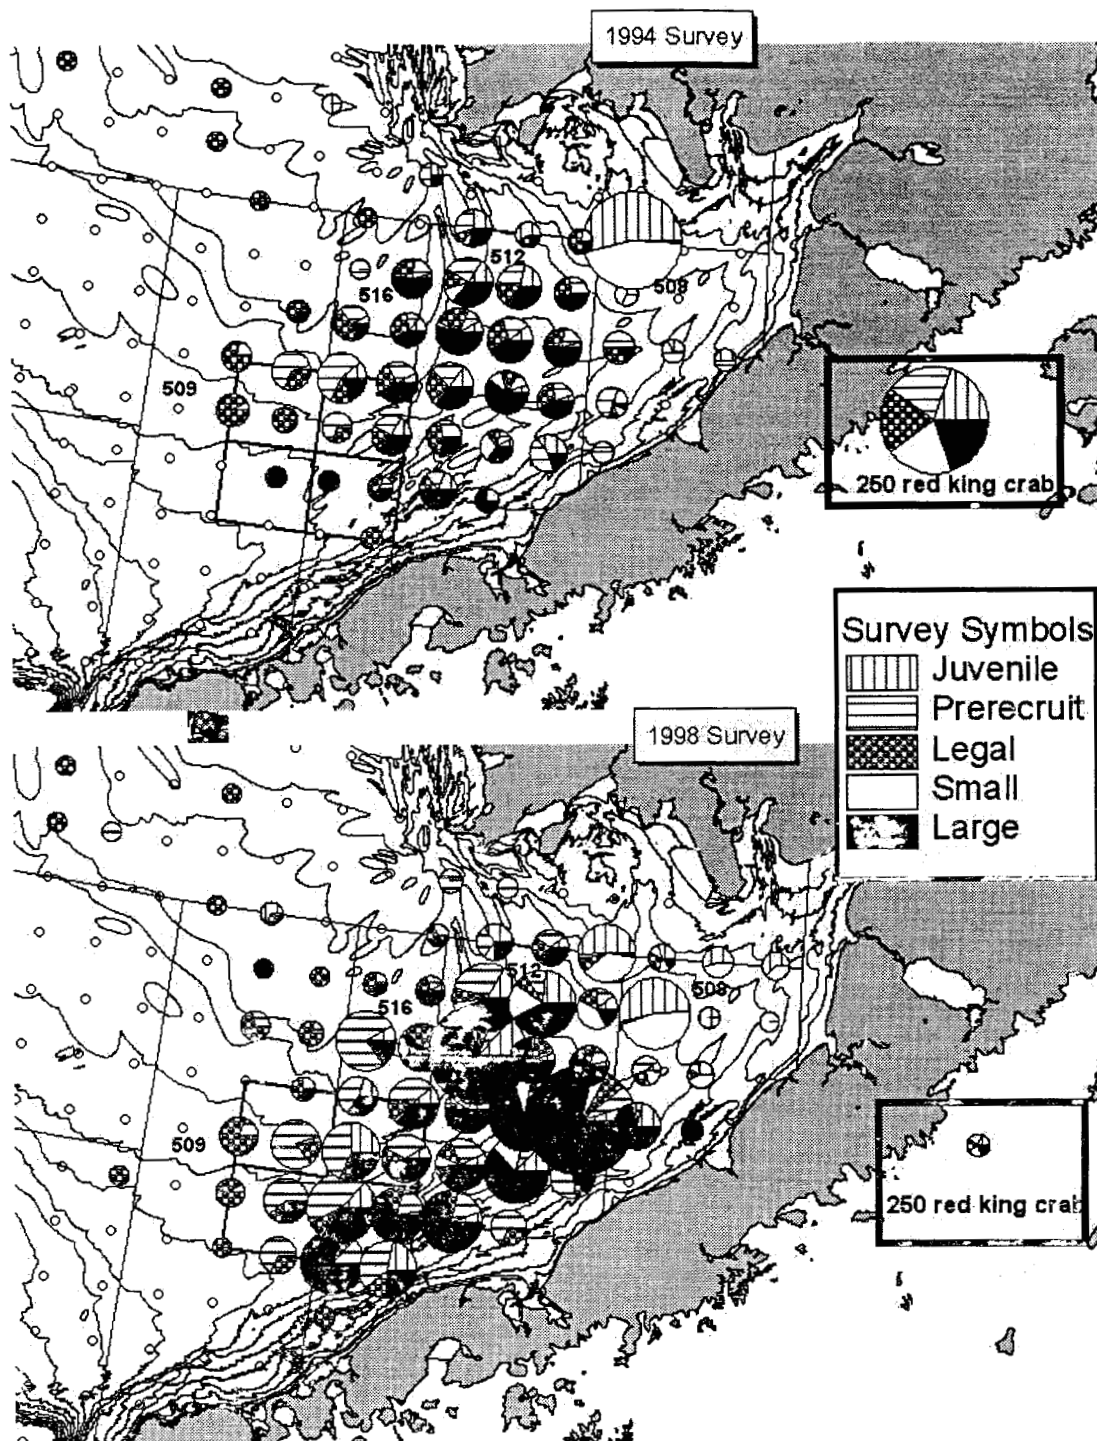 1994 Survey
512
508
516
509
250 red king crab
Survey Symbols
Juvenile
Prerecruit
Legal
Small
Large
1998 Survey
512
508
516
509
250 red king crab